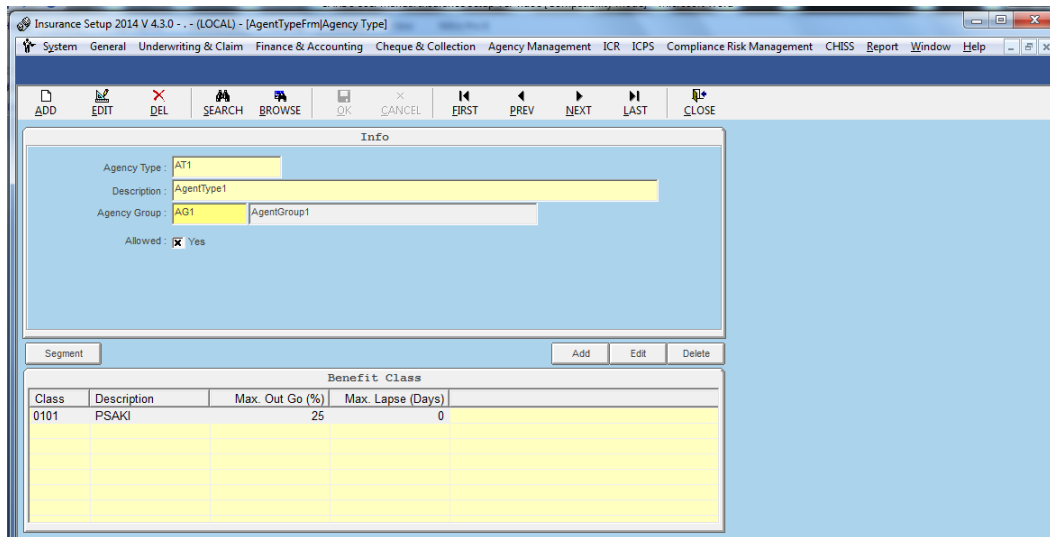 Insurance Setup 2014 V 4.3.0 - . - (LOCAL) - [AgentTypeFrm|Agency Type]
System General Underwriting & Claim Finance & Accounting Cheque & Collection Agency Management ICR ICPS Compliance Risk Management CHISS Report Window Help
ADD EDIT DEL SEARCH BROWSE OK CANCEL FIRST PREV NEXT LAST CLOSE
Info
Agency Type : AT1
Description : AgentType1
Agency Group : AG1 AgentGroup1
Allowed : Yes
Segment Add Edit Delete
Benefit Class
Class Description Max. Out Go (%) Max. Lapse (Days)
0101 PSAKI 25 0